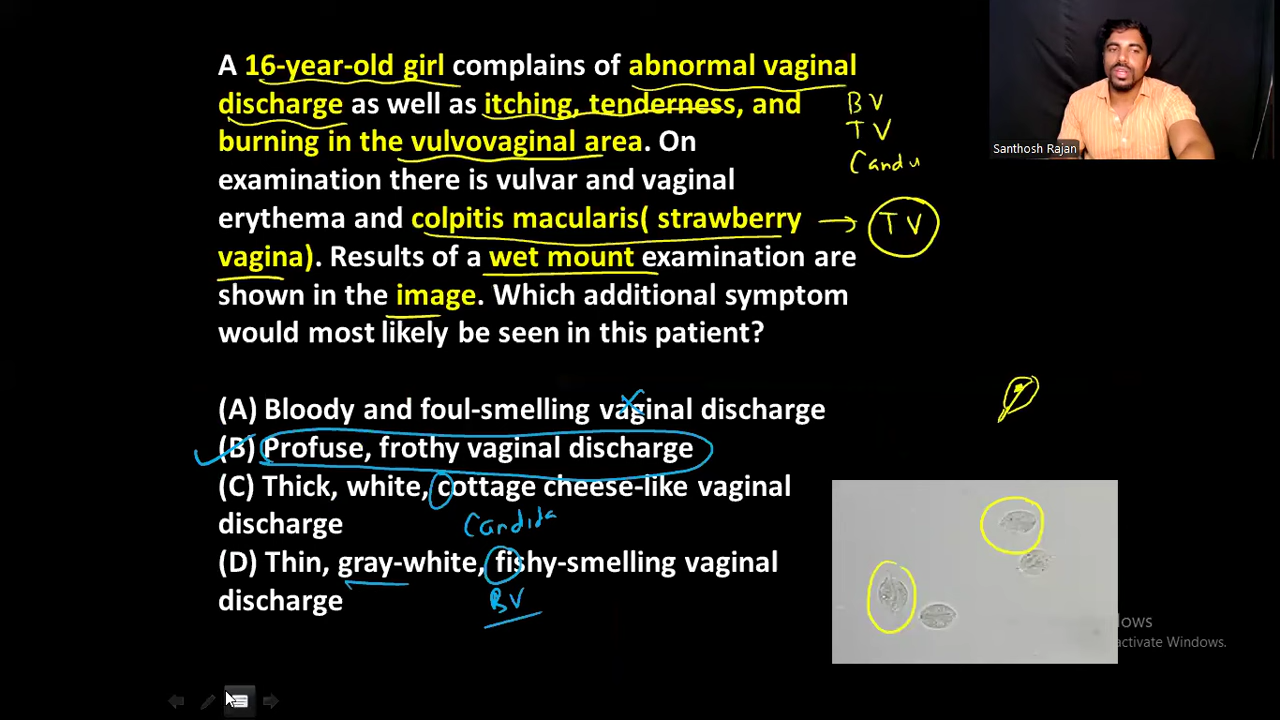 A 16-year-old girl complains of abnormal vaginal
discharge as well as itching, tenderness, and
burning in the vulvovaginal area. On
examination there is vulvar and vaginal
erythema and colpitis macularis( strawberry
vagina). Results of a wet mount examination are
shown in the image. Which additional symptom
would most likely be seen in this patient?
BV
TV
Candi
→ TV
Santhosh Rajan
(A) Bloody and foul-smelling vaginal discharge
(B) Profuse, frothy vaginal discharge
(C) Thick, white, cottage cheese-like vaginal
discharge
Candida
(D) Thin, gray-white, fishy-smelling vaginal
discharge
BV
activate Windows.